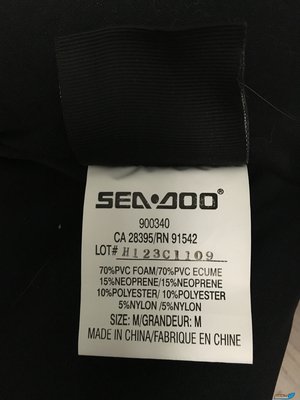 SEA•DOO®
900340
CA 28395/RN 91542
LOT# H123C1109
70%PVC FOAM/70%PVC ECUME
15%NEOPRENE/15%NEOPRENE
10%POLYESTER/ 10%POLYESTER
5%NYLON /5%NYLON
SIZE: M/GRANDEUR: M
MADE IN CHINA/FABRIQUE EN CHINE